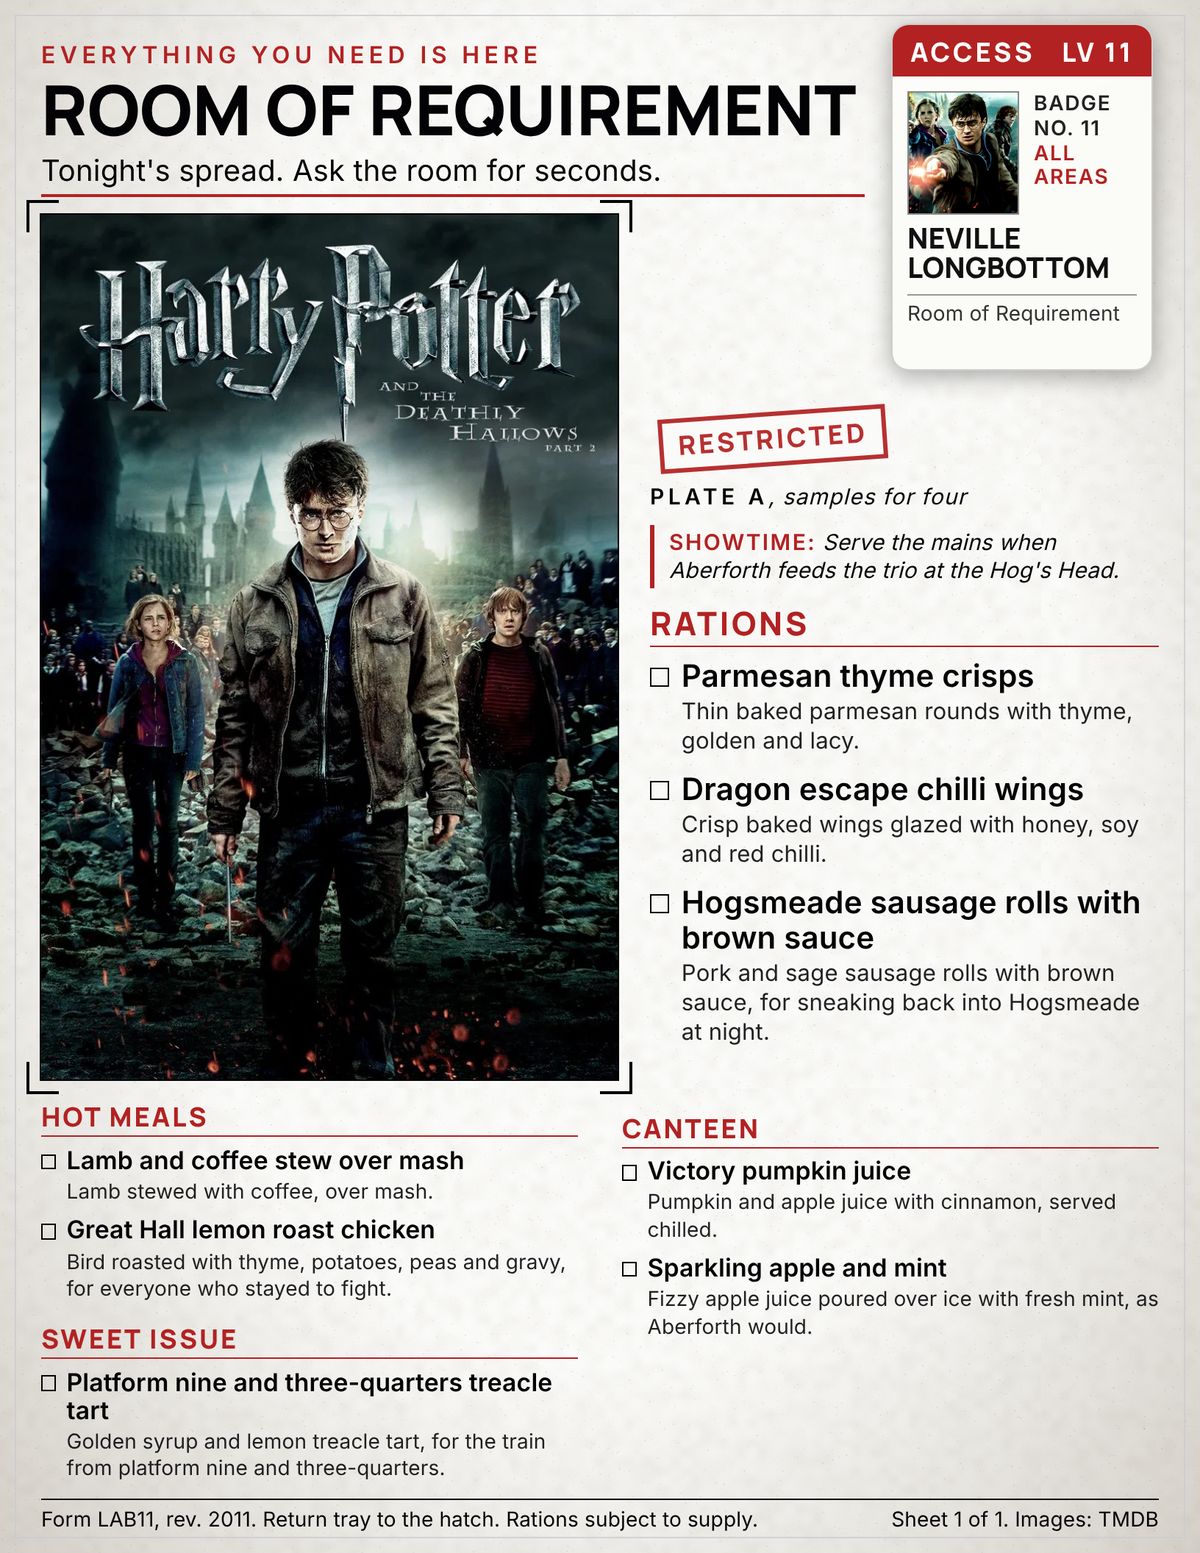 EVERYTHING YOU NEED IS HERE
ROOM OF REQUIREMENT
Tonight's spread. Ask the room for seconds.
ACCESS LV 11
BADGE
NO. 11
ALL
AREAS
NEVILLE
LONGBOTTOM
Room of Requirement
Harry Potter
AND
THE
DEATHLY
HALLOWS
PART 2
RESTRICTED
PLATE A, samples for four
SHOWTIME: Serve the mains when
Aberforth feeds the trio at the Hog's Head.
RATIONS
Parmesan thyme crisps
Thin baked parmesan rounds with thyme,
golden and lacy.
Dragon escape chilli wings
Crisp baked wings glazed with honey, soy
and red chilli.
Hogsmeade sausage rolls with
brown sauce
Pork and sage sausage rolls with brown
sauce, for sneaking back into Hogsmeade
at night.
HOT MEALS
Lamb and coffee stew over mash
Lamb stewed with coffee, over mash.
Great Hall lemon roast chicken
Bird roasted with thyme, potatoes, peas and gravy,
for everyone who stayed to fight.
SWEET ISSUE
Platform nine and three-quarters treacle
tart
Golden syrup and lemon treacle tart, for the train
from platform nine and three-quarters.
CANTEEN
Victory pumpkin juice
Pumpkin and apple juice with cinnamon, served
chilled.
Sparkling apple and mint
Fizzy apple juice poured over ice with fresh mint, as
Aberforth would.
Form LAB11, rev. 2011. Return tray to the hatch. Rations subject to supply.
Sheet 1 of 1. Images: TMDB